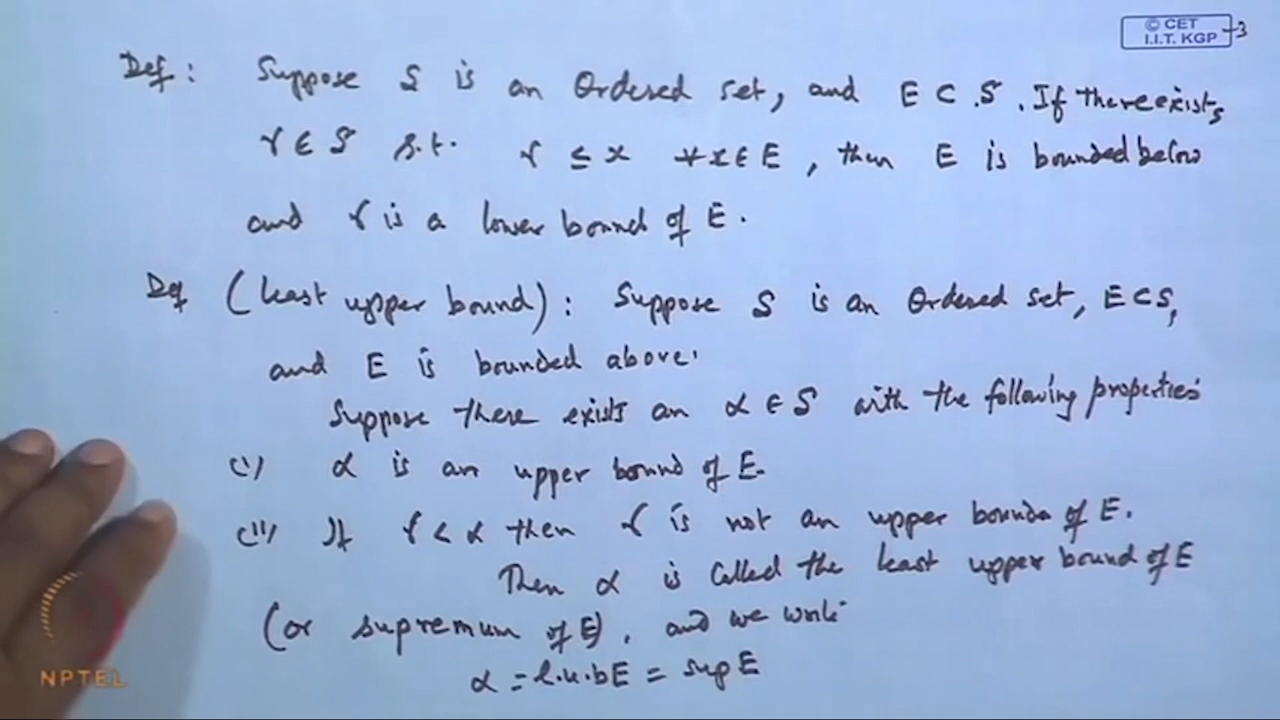 © CET
I.I.T. KGP
-3
Def: Suppose S is an Ordered set, and E ⊂ S. If there exists
γ ∈ S s.t. γ ≤ x ∀ x ∈ E, then E is bounded below
and γ is a lower bound of E.
Def (least upper bound): Suppose S is an Ordered set, E ⊂ S,
and E is bounded above.
Suppose there exists an α ∈ S with the following properties
(i) α is an upper bound of E.
(ii) If γ < α then γ is not an upper bound of E.
Then α is called the least upper bound of E
(or supremum of E), and we write
α = l.u.b E = sup E
NPTEL